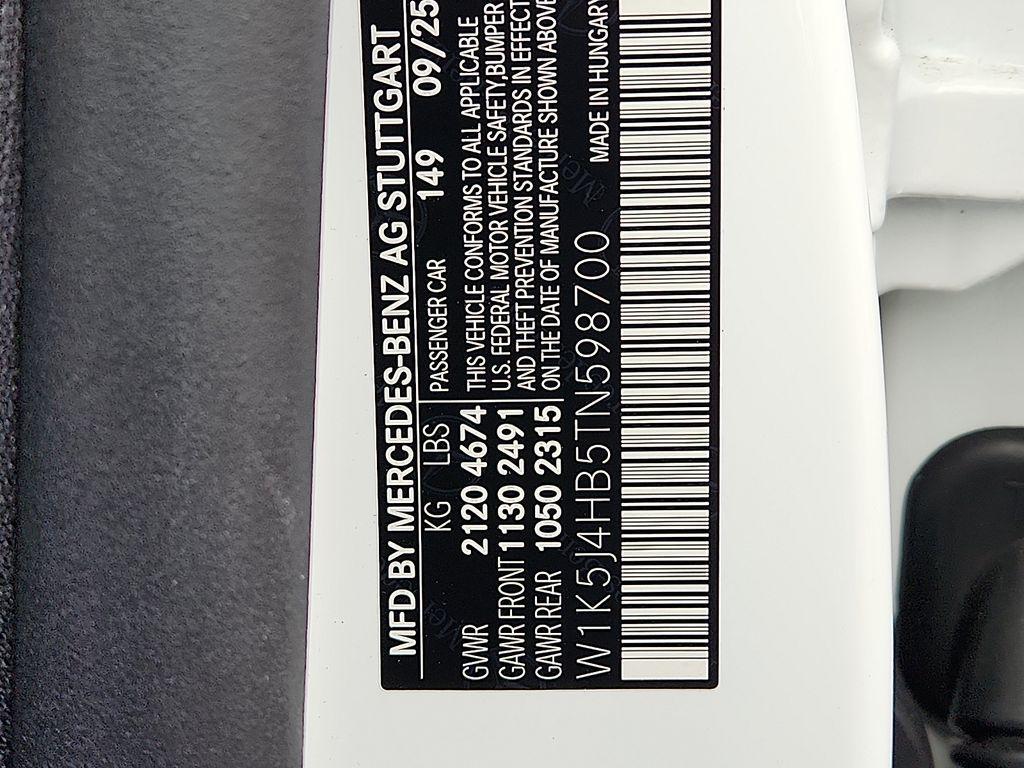 MFD BY MERCEDES-BENZ AG STUTTGART
KG LBS PASSENGER CAR 149 09/25
GVWR 2120 4674 THIS VEHICLE CONFORMS TO ALL APPLICABLE
GAWR FRONT 1130 2491 U.S. FEDERAL MOTOR VEHICLE SAFETY,BUMPER
GAWR REAR 1050 2315 AND THEFT PREVENTION STANDARDS IN EFFECT
ON THE DATE OF MANUFACTURE SHOWN ABOVE
W1K5J4HB5TN598700 MADE IN HUNGARY